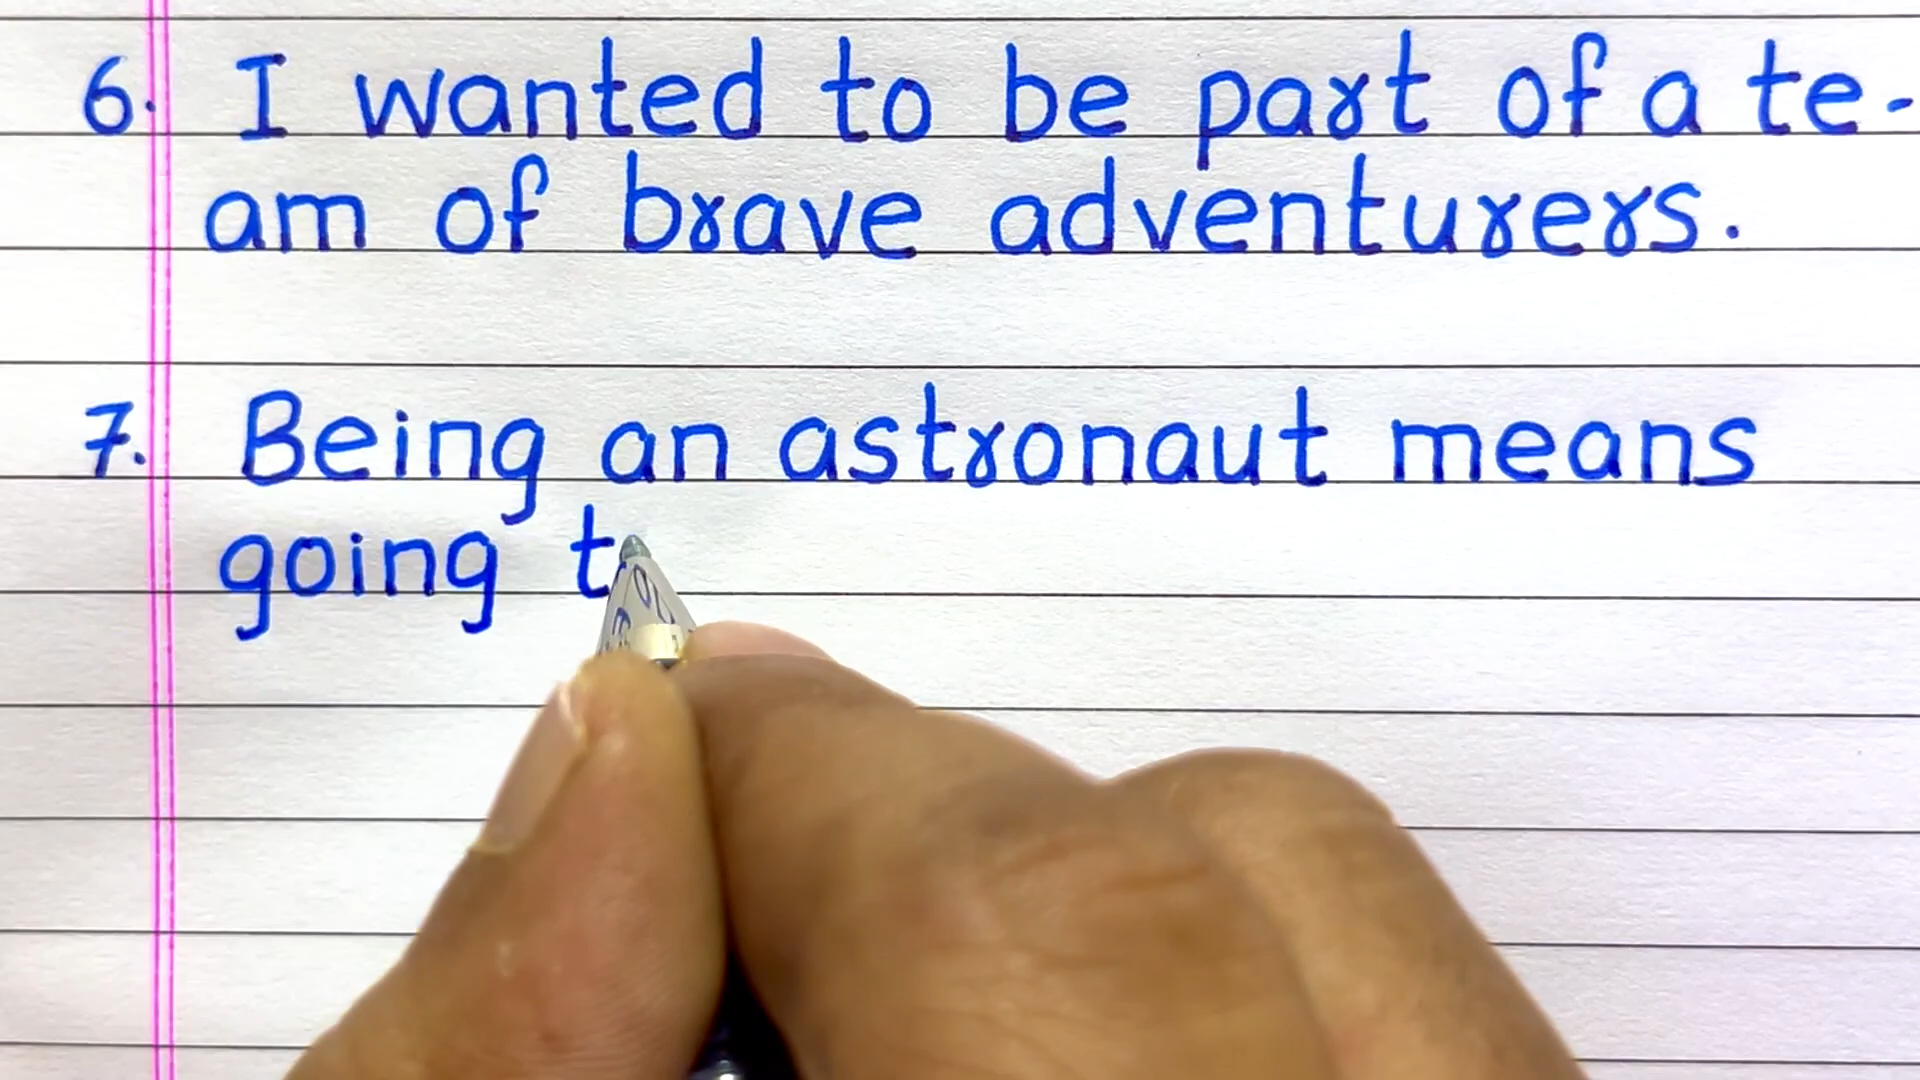 6. I wanted to be part of a te-
am of brave adventurers.
7. Being an astronaut means
going t